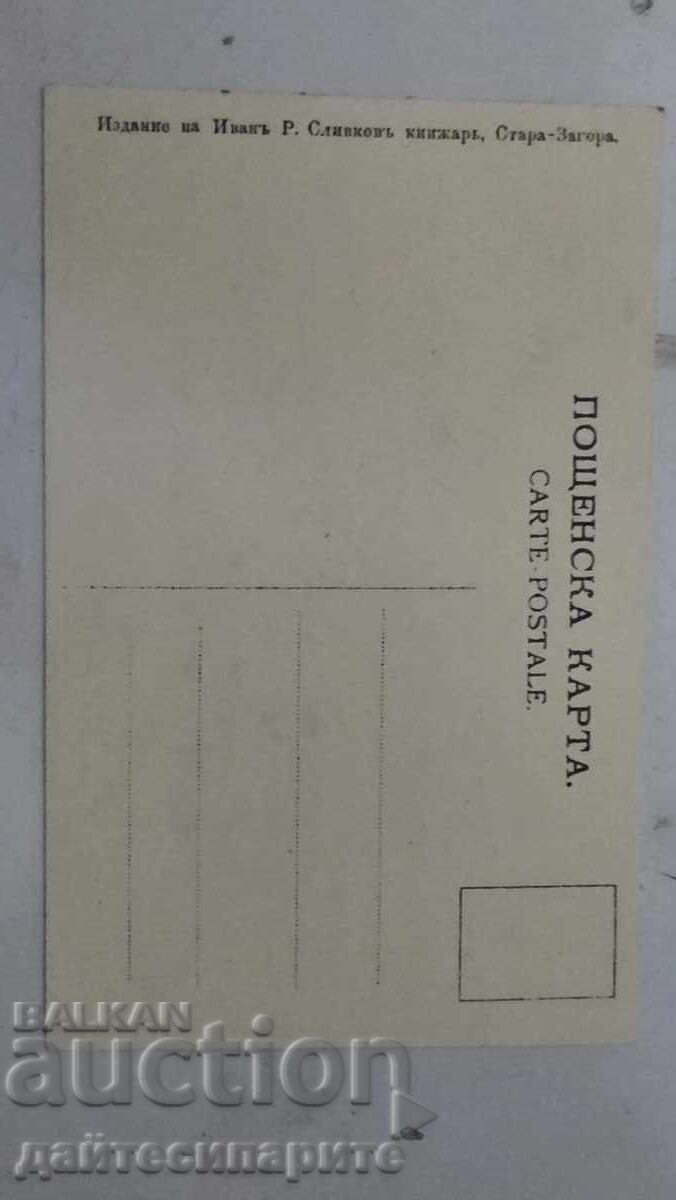 Издание на Иванъ Р. Сливковъ книжарь, Стара-Загора.
ПОЩЕНСКА КАРТА.
CARTE-POSTALE.
BALKAN
auction
дайтесипарите